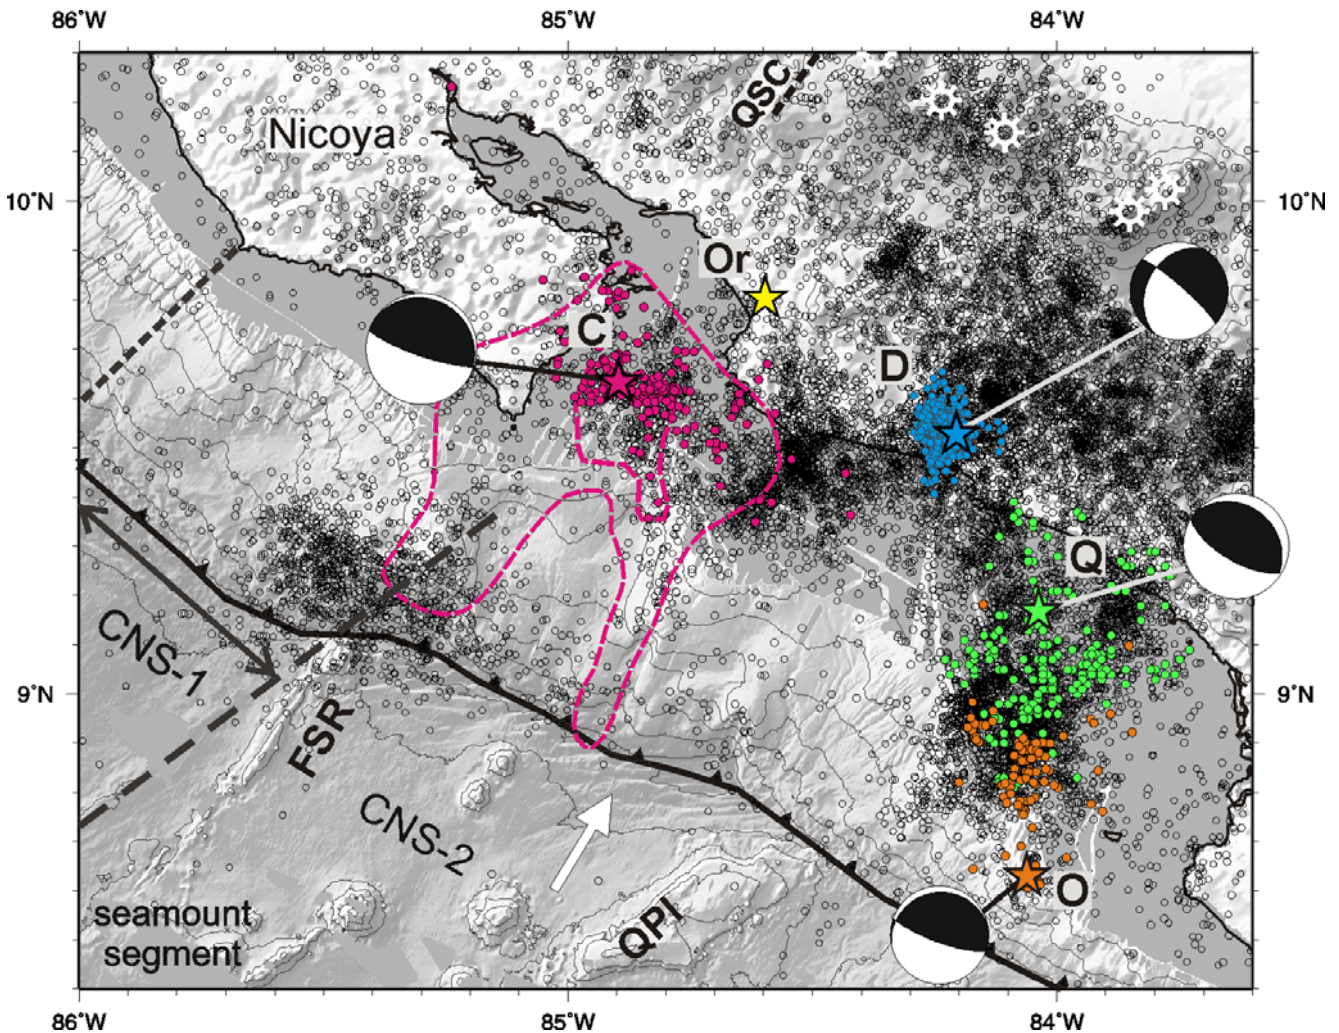 86°W 85°W 84°W
QSC
Nicoya
10°N 10°N
Or
C
D
Q
CNS-1
9°N 9°N
FSR
CNS-2
O
seamount
segment
QPI
86°W 85°W 84°W